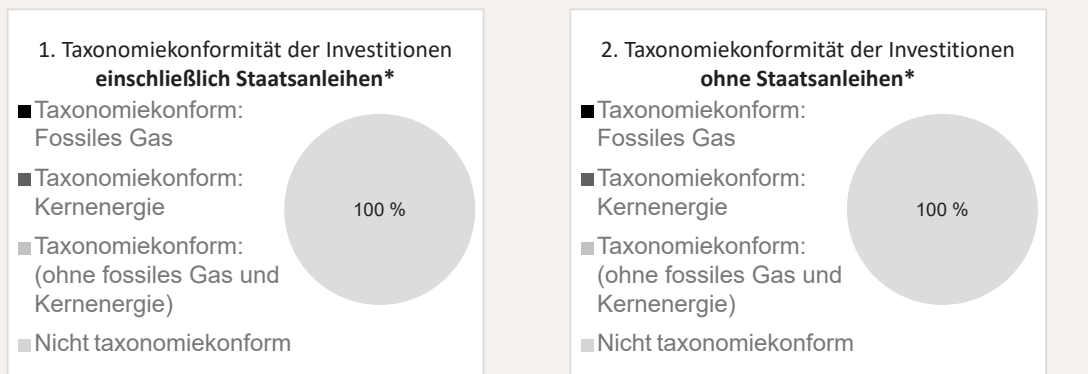 1. Taxonomiekonformität der Investitionen
einschließlich Staatsanleihen*
Taxonomiekonform:
Fossiles Gas
Taxonomiekonform:
Kernenergie
Taxonomiekonform:
(ohne fossiles Gas und
Kernenergie)
Nicht taxonomiekonform
100 %
2. Taxonomiekonformität der Investitionen
ohne Staatsanleihen*
Taxonomiekonform:
Fossiles Gas
Taxonomiekonform:
Kernenergie
Taxonomiekonform:
(ohne fossiles Gas und
Kernenergie)
Nicht taxonomiekonform
100 %